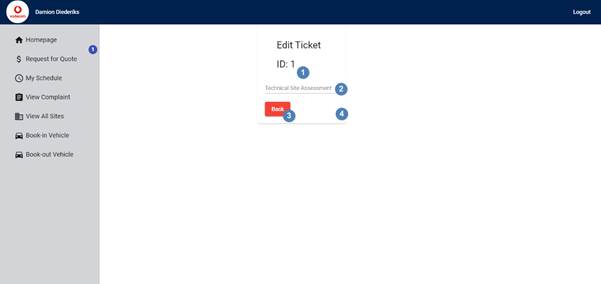 vodacom
Damion Diederiks
Logout
Homepage
Request for Quote
1
My Schedule
View Complaint
View All Sites
Book-in Vehicle
Book-out Vehicle
Edit Ticket
ID: 1
1
Technical Site Assessment
2
Back
3
4